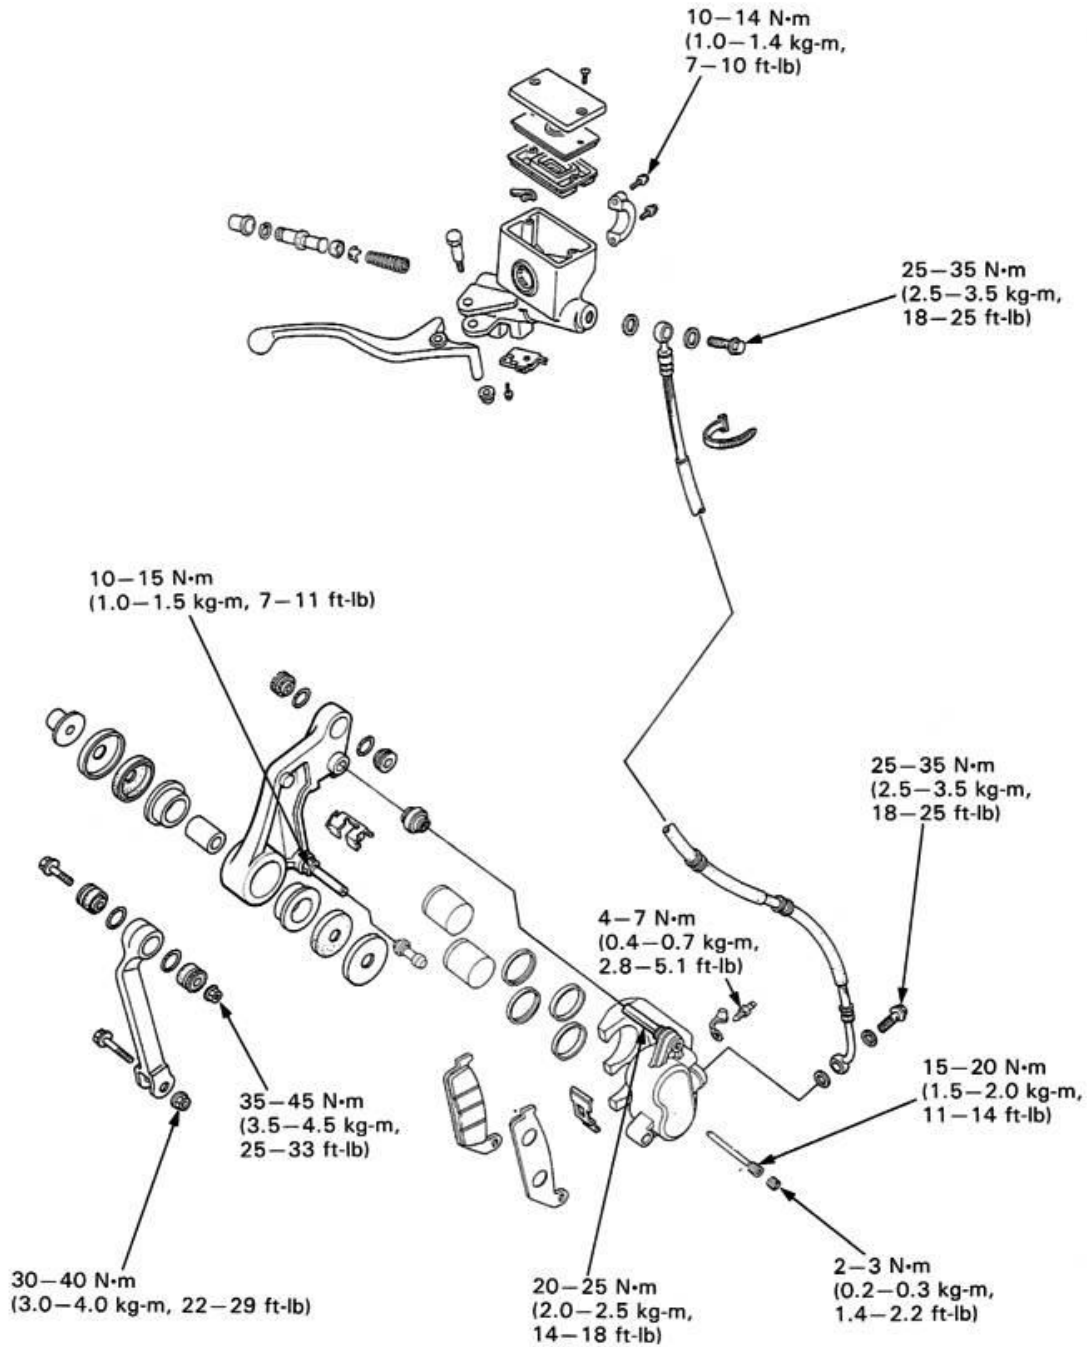 10—14 N•m
(1.0—1.4 kg-m,
7—10 ft-lb)
25—35 N•m
(2.5—3.5 kg-m,
18—25 ft-lb)
10—15 N•m
(1.0—1.5 kg-m, 7—11 ft-lb)
25—35 N•m
(2.5—3.5 kg-m,
18—25 ft-lb)
4—7 N•m
(0.4—0.7 kg-m,
2.8—5.1 ft-lb)
15—20 N•m
(1.5—2.0 kg-m,
11—14 ft-lb)
35—45 N•m
(3.5—4.5 kg-m,
25—33 ft-lb)
30—40 N•m
(3.0—4.0 kg-m, 22—29 ft-lb)
20—25 N•m
(2.0—2.5 kg-m,
14—18 ft-lb)
2—3 N•m
(0.2—0.3 kg-m,
1.4—2.2 ft-lb)